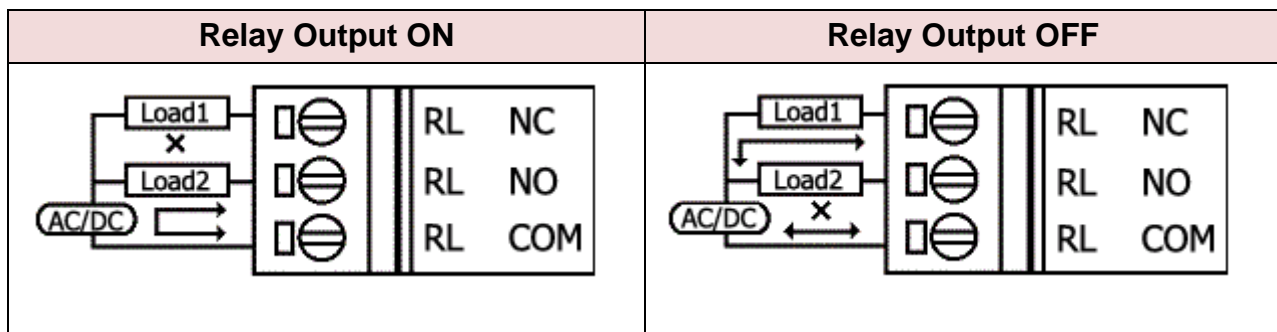 Relay Output ON
Relay Output OFF
Load1
RL NC
Load2
RL NO
AC/DC
RL COM
Load1
RL NC
Load2
RL NO
AC/DC
RL COM